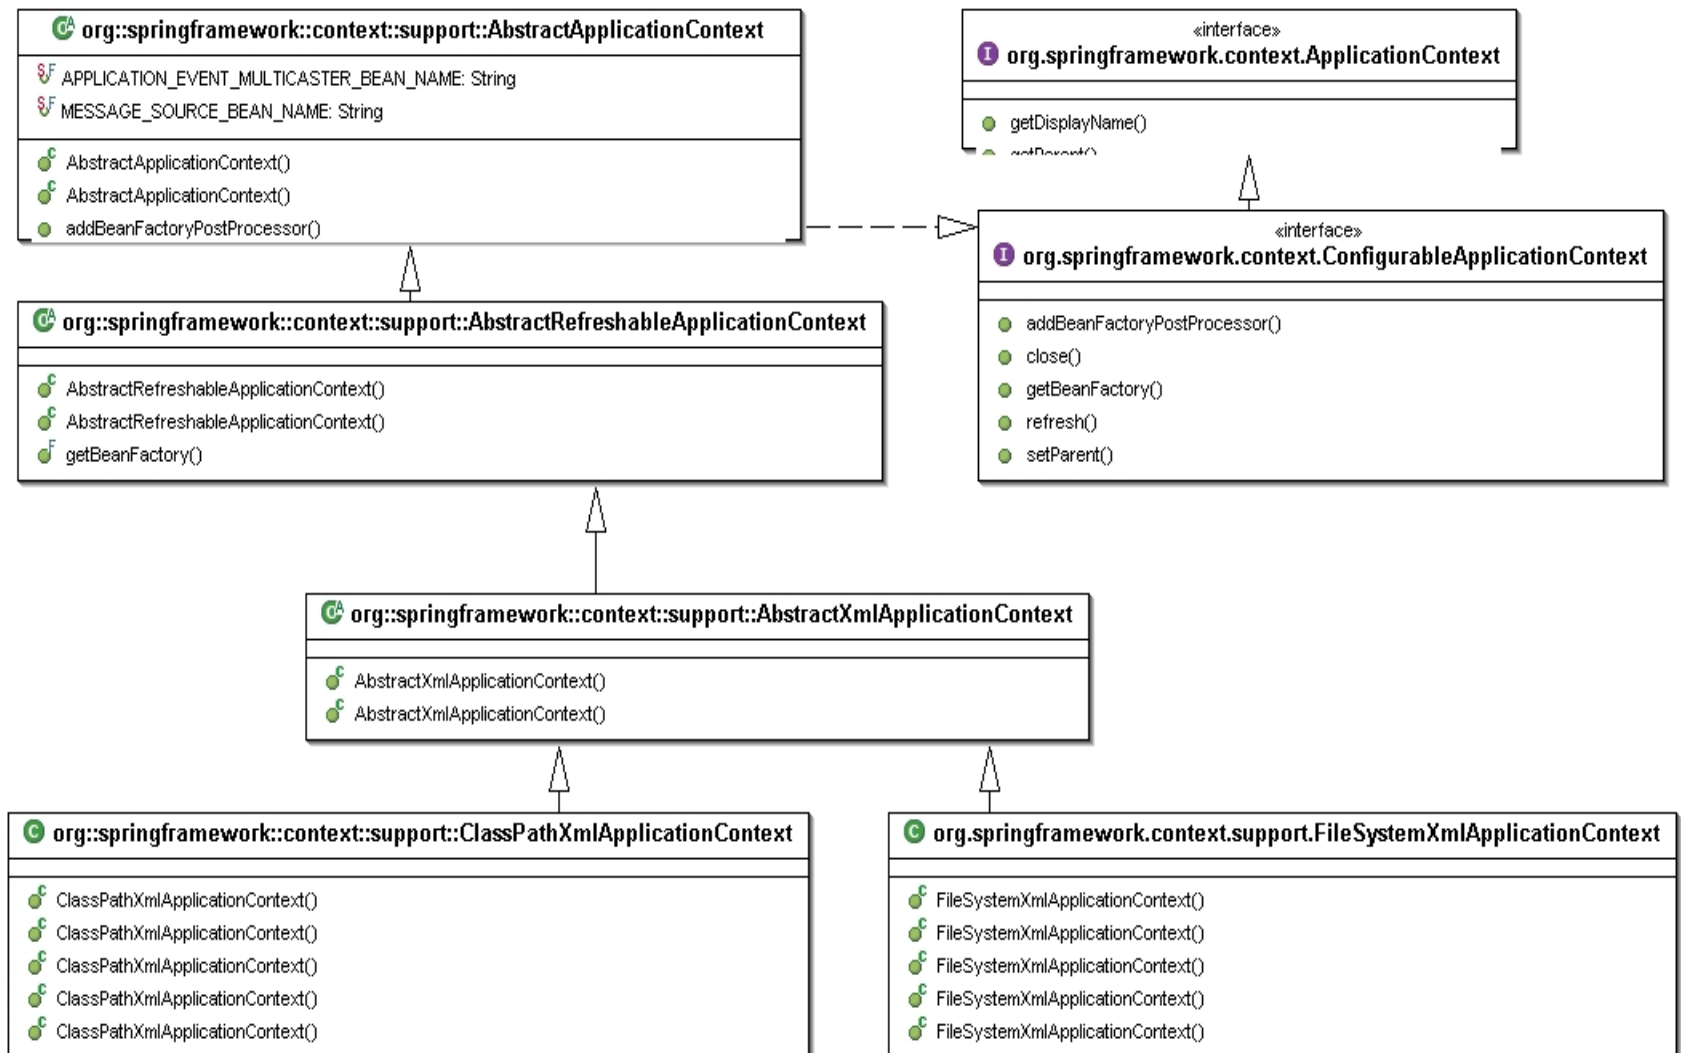 org::springframework::context::support::AbstractApplicationContext
APPLICATION_EVENT_MULTICASTER_BEAN_NAME: String
MESSAGE_SOURCE_BEAN_NAME: String
AbstractApplicationContext()
AbstractApplicationContext()
addBeanFactoryPostProcessor()
«interface»
org.springframework.context.ApplicationContext
getDisplayName()
getParent()
«interface»
org.springframework.context.ConfigurableApplicationContext
addBeanFactoryPostProcessor()
close()
getBeanFactory()
refresh()
setParent()
org::springframework::context::support::AbstractRefreshableApplicationContext
AbstractRefreshableApplicationContext()
AbstractRefreshableApplicationContext()
getBeanFactory()
org::springframework::context::support::AbstractXmlApplicationContext
AbstractXmlApplicationContext()
AbstractXmlApplicationContext()
org::springframework::context::support::ClassPathXmlApplicationContext
ClassPathXmlApplicationContext()
ClassPathXmlApplicationContext()
ClassPathXmlApplicationContext()
ClassPathXmlApplicationContext()
ClassPathXmlApplicationContext()
org.springframework.context.support.FileSystemXmlApplicationContext
FileSystemXmlApplicationContext()
FileSystemXmlApplicationContext()
FileSystemXmlApplicationContext()
FileSystemXmlApplicationContext()
FileSystemXmlApplicationContext()